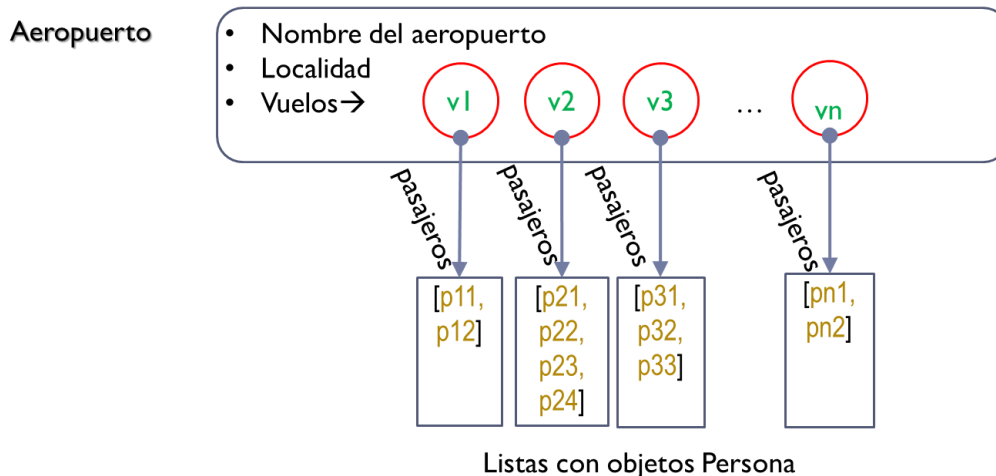 Aeropuerto
• Nombre del aeropuerto
• Localidad
• Vuelos→
v1 v2 v3 ... vn
pasajeros pasajeros pasajeros pasajeros
[p11,
p12]
[p21,
p22,
p23,
p24]
[p31,
p32,
p33]
[pn1,
pn2]
Listas con objetos Persona